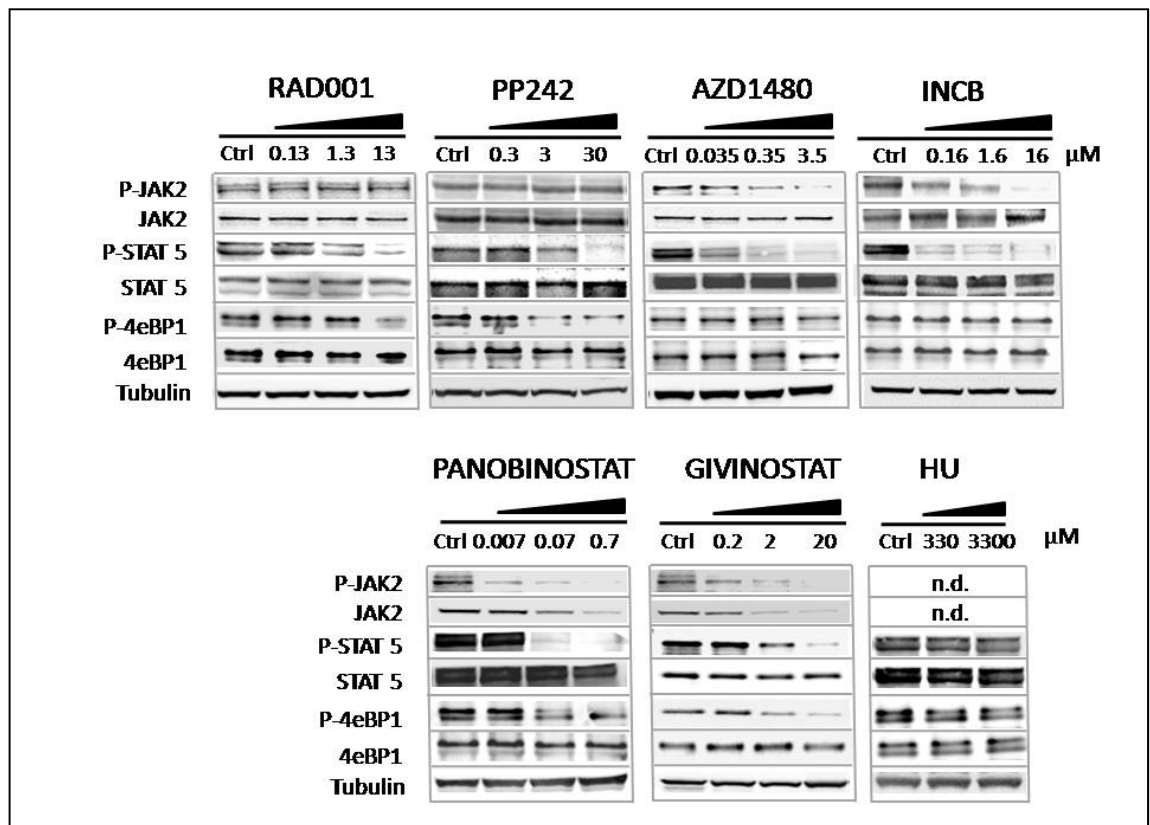 RAD001 PP242 AZD1480 INCB
Ctrl 0.13 1.3 13 Ctrl 0.3 3 30 Ctrl 0.035 0.35 3.5 Ctrl 0.16 1.6 16 µM
P-JAK2
JAK2
P-STAT 5
STAT 5
P-4eBP1
4eBP1
Tubulin
PANOBINOSTAT GIVINOSTAT HU
Ctrl 0.007 0.07 0.7 Ctrl 0.2 2 20 Ctrl 330 3300 µM
P-JAK2 n.d.
JAK2 n.d.
P-STAT 5
STAT 5
P-4eBP1
4eBP1
Tubulin